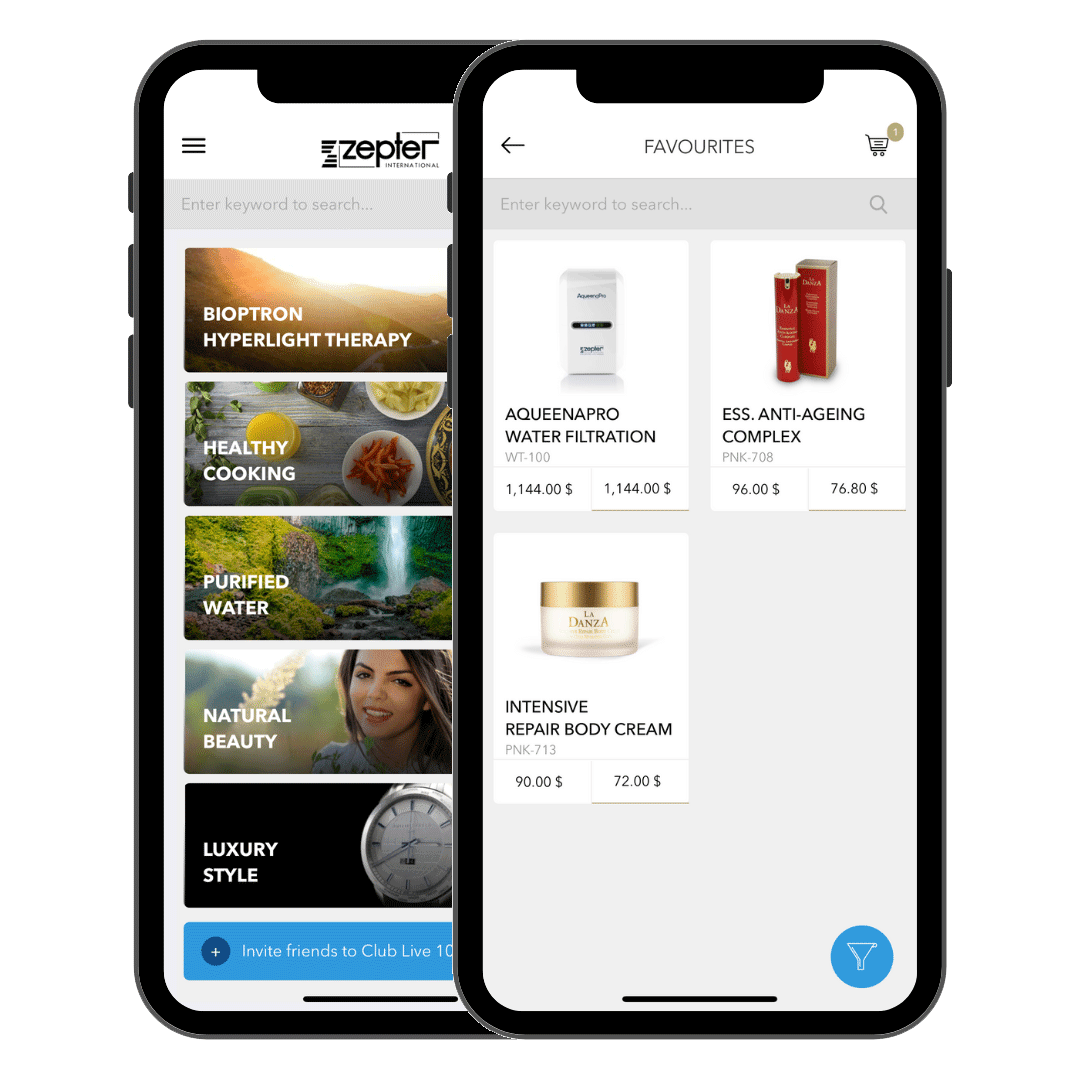 zepter
INTERNATIONAL
Enter keyword to search...
BIOPTRON
HYPERLIGHT THERAPY
HEALTHY
COOKING
PURIFIED
WATER
NATURAL
BEAUTY
LUXURY
STYLE
+ Invite friends to Club Live 10
FAVOURITES
1
Enter keyword to search...
AqueenaPro
zepter
AQUEENAPRO
WATER FILTRATION
WT-100
1,144.00 $ 1,144.00 $
LA
DANZA
LA
DANZA
ESS. ANTI-AGEING
COMPLEX
PNK-708
96.00 $ 76.80 $
LA
DANZA
INTENSIVE
REPAIR BODY CREAM
PNK-713
90.00 $ 72.00 $